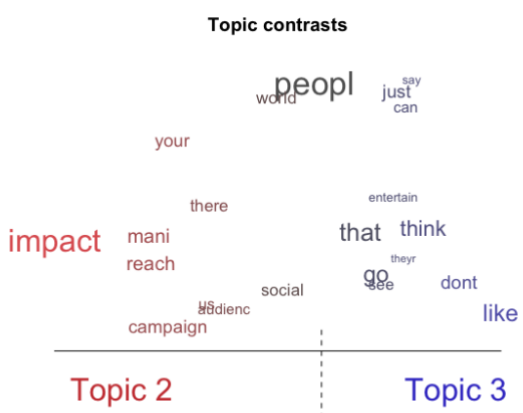 Topic contrasts
say
peopl
just
world
can
your
entertain
there
that
think
impact
mani
reach
theyr
go
see
dont
social
us
audienc
like
campaign
Topic 2
Topic 3